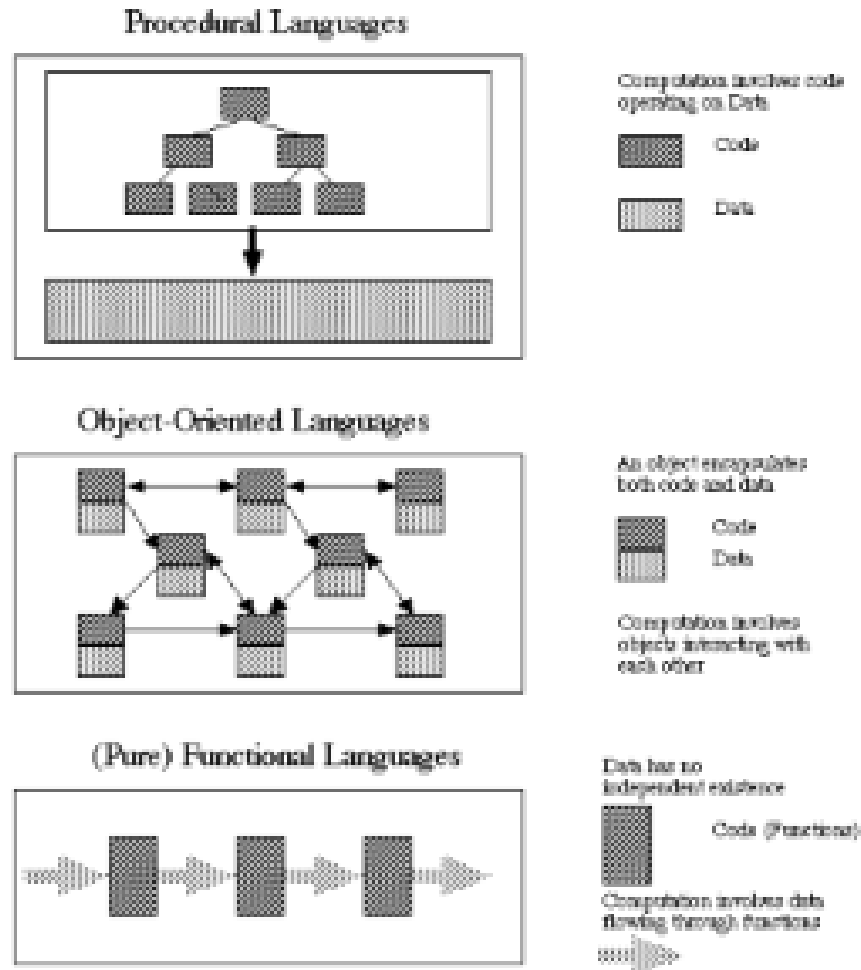 Procedural Languages
Computation involves code
operating on Data
Code
Data
Object-Oriented Languages
An object encapsulates
both code and data
Code
Data
Computation involves
objects interacting with
each other
(Pure) Functional Languages
Data has no
independent existence
Code (Functions)
Computation involves data
flowing through functions